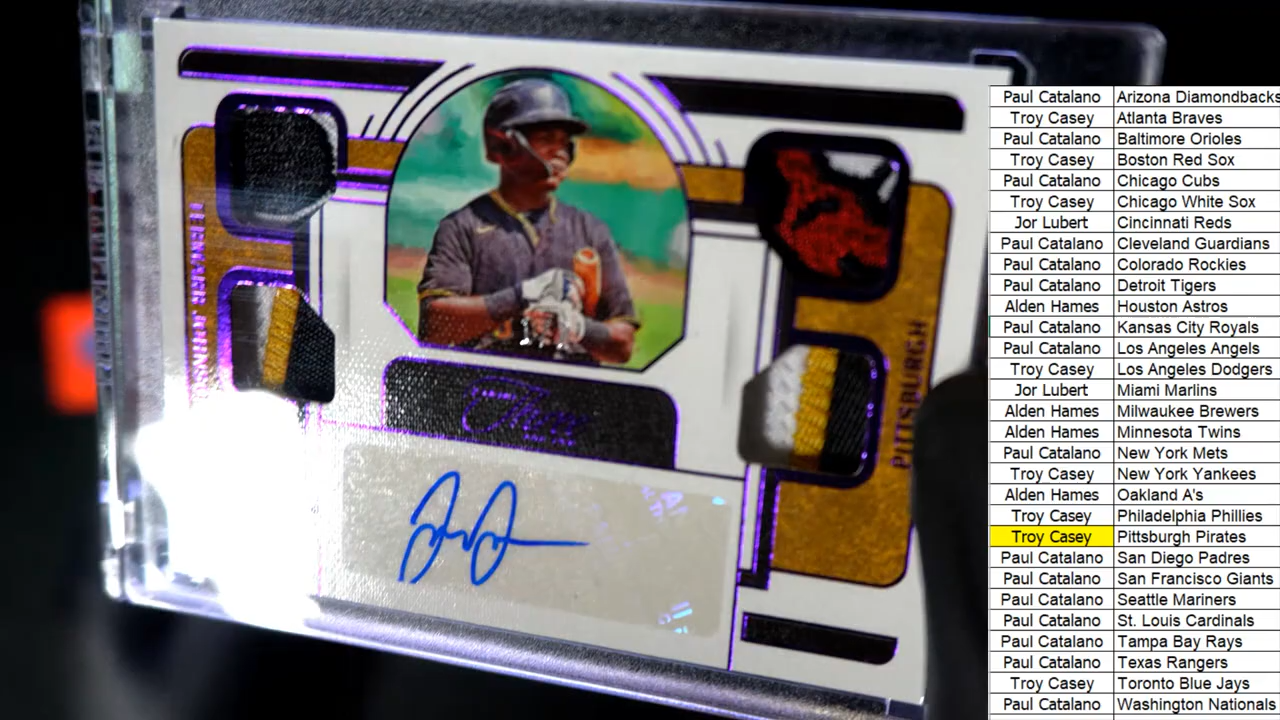 PITTSBURGH
Three
Paul Catalano Arizona Diamondbacks
Troy Casey Atlanta Braves
Paul Catalano Baltimore Orioles
Troy Casey Boston Red Sox
Paul Catalano Chicago Cubs
Troy Casey Chicago White Sox
Jor Lubert Cincinnati Reds
Paul Catalano Cleveland Guardians
Paul Catalano Colorado Rockies
Paul Catalano Detroit Tigers
Alden Hames Houston Astros
Paul Catalano Kansas City Royals
Paul Catalano Los Angeles Angels
Troy Casey Los Angeles Dodgers
Jor Lubert Miami Marlins
Alden Hames Milwaukee Brewers
Alden Hames Minnesota Twins
Paul Catalano New York Mets
Troy Casey New York Yankees
Alden Hames Oakland A's
Troy Casey Philadelphia Phillies
Troy Casey Pittsburgh Pirates
Paul Catalano San Diego Padres
Paul Catalano San Francisco Giants
Paul Catalano Seattle Mariners
Paul Catalano St. Louis Cardinals
Paul Catalano Tampa Bay Rays
Paul Catalano Texas Rangers
Troy Casey Toronto Blue Jays
Paul Catalano Washington Nationals